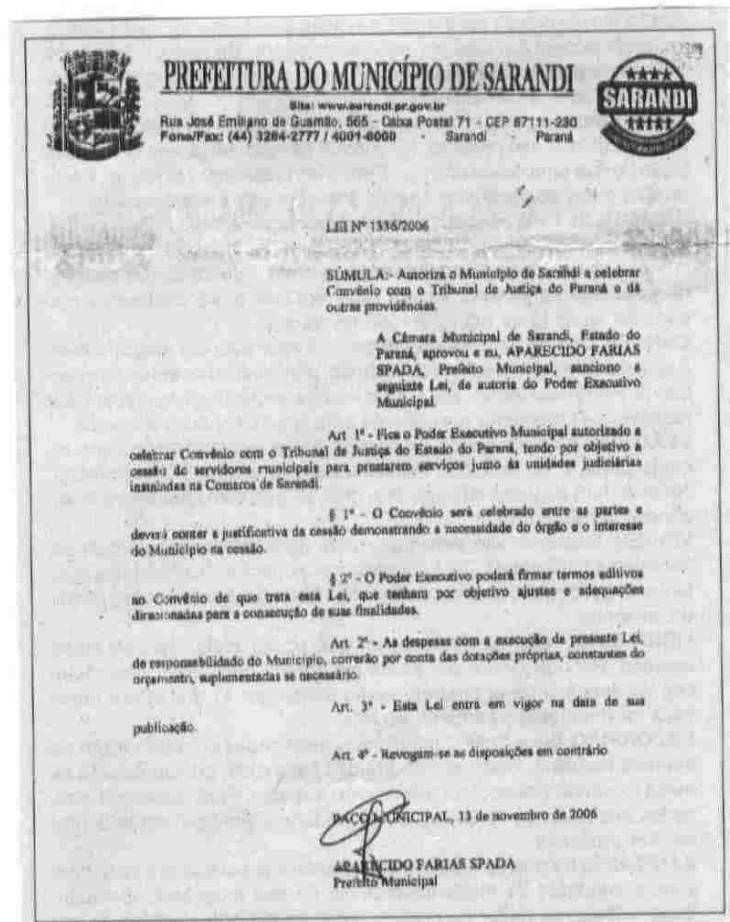 PREFEITURA DO MUNICÍPIO DE SARANDI
Site: www.sarandi.pr.gov.br
Rua José Emiliano de Gusmão, 565 - Caixa Postal 71 - CEP 87111-230
Fone/Fax: (44) 3264-2777 / 4001-6000 - Sarandi - Paraná
SARANDI
LEI Nº 1336/2006
SÚMULA:- Autoriza o Município de Sarandi a celebrar
Convênio com o Tribunal de Justiça do Paraná e dá
outras providências.
A Câmara Municipal de Sarandi, Estado do
Paraná, aprovou e eu, APARECIDO FARIAS
SPADA, Prefeito Municipal, sanciono a
seguinte Lei, de autoria do Poder Executivo
Municipal.
Art 1º - Fica o Poder Executivo Municipal autorizado a
celebrar Convênio com o Tribunal de Justiça do Estado do Paraná, tendo por objetivo a
cessão de servidores municipais para prestarem serviços junto às unidades judiciárias
instaladas na Comarca de Sarandi.
§ 1º - O Convênio será celebrado entre as partes e
deverá conter a justificativa da cessão demonstrando a necessidade do órgão e o interesse
do Município na cessão.
§ 2º - O Poder Executivo poderá firmar termos editivos
ao Convênio de que trata esta Lei, que tenham por objetivo ajustes e adequações
direcionadas para a consecução de suas finalidades.
Art. 2º - As despesas com a execução da presente Lei,
de responsabilidade do Município, correrão por conta das dotações próprias, constantes do
orçamento, suplementadas se necessário.
Art. 3º - Esta Lei entra em vigor na data de sua
publicação.
Art. 4º - Revogam-se as disposições em contrário
PAÇO MUNICIPAL, 13 de novembro de 2006
APARECIDO FARIAS SPADA
Prefeito Municipal